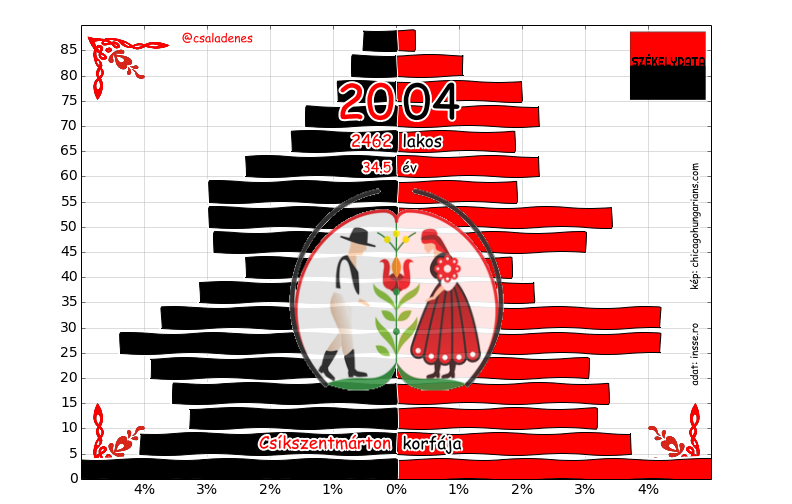 @csaladenes
SZÉKELYDATA
2004
2462 lakos
34.5 év
kép: chicagohungarians.com
adat: insse.ro
Csíkszentmárton korfája
85
80
75
70
65
60
55
50
45
40
35
30
25
20
15
10
5
0
4% 3% 2% 1% 0% 1% 2% 3% 4%